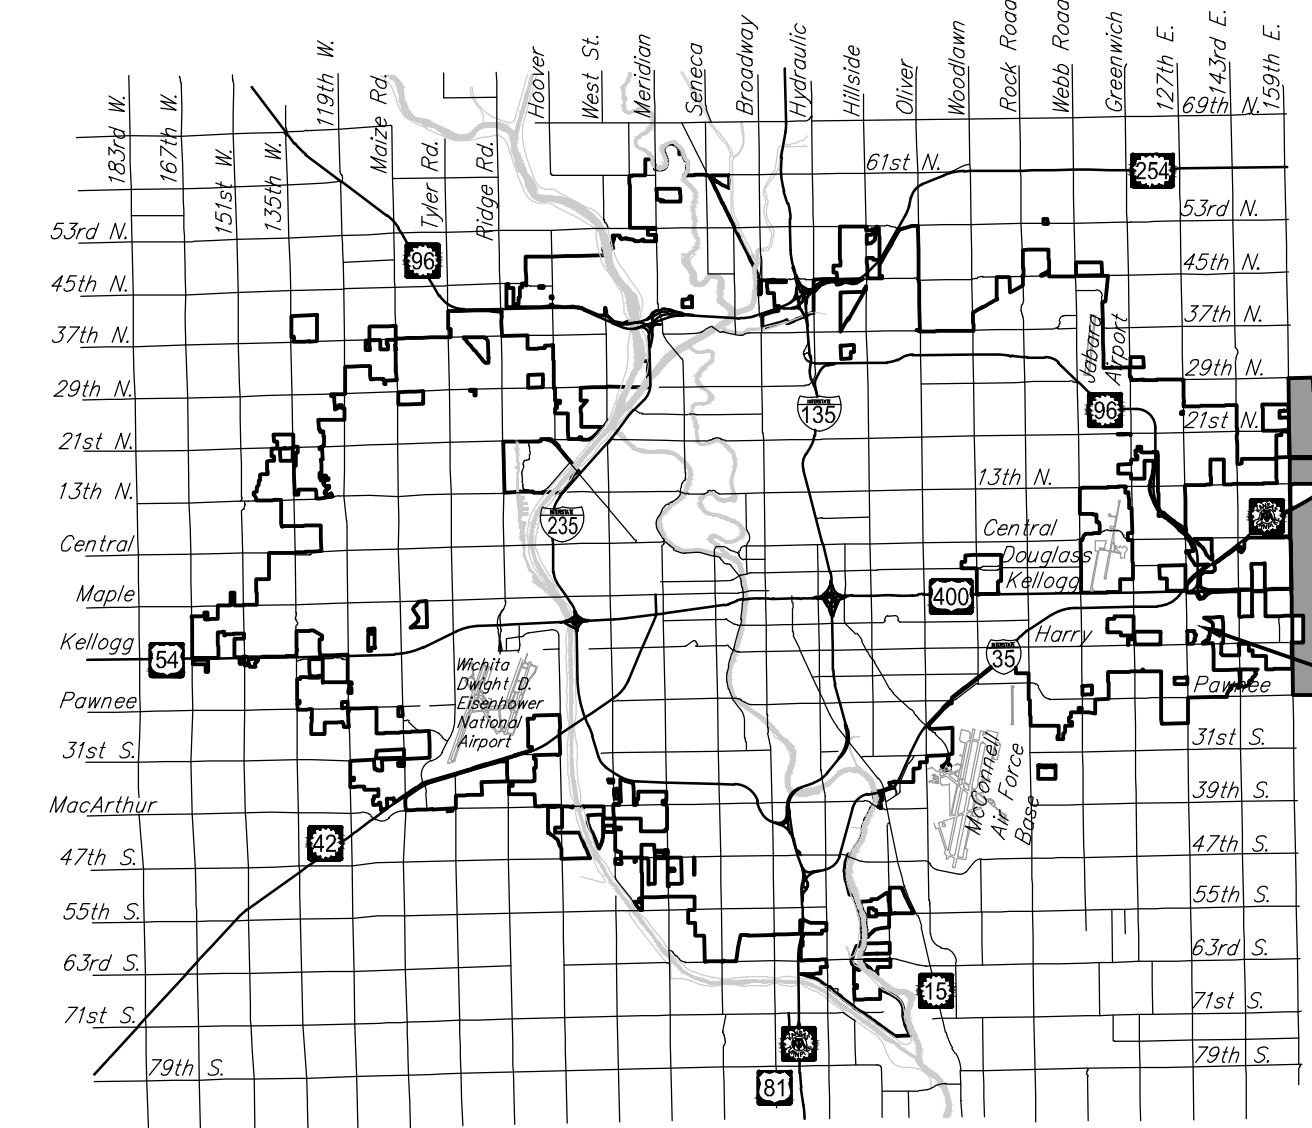 183rd W.
167th W.
151st W.
135th W.
119th W.
Maize Rd.
Tyler Rd.
Ridge Rd.
Hoover
West St.
Meridian
Seneca
Broadway
Hydraulic
Hillside
Oliver
Woodlawn
Rock Road
Webb Road
Greenwich
127th E.
143rd E.
159th E.
69th N.
61st N.
254
53rd N.
53rd N.
96
45th N.
45th N.
37th N.
37th N.
Jabara
Airport
29th N.
29th N.
INTERSTATE
135
96
21st N.
21st N.
13th N.
13th N.
INTERSTATE
235
Central
Central
Douglass
Maple
Kellogg
400
Kellogg
Harry
54
INTERSTATE
35
Wichita
Dwight D.
Eisenhower
National
Airport
Pawnee
Pawnee
31st S.
31st S.
McConnell
Air Force
Base
MacArthur
39th S.
42
47th S.
47th S.
55th S.
55th S.
63rd S.
63rd S.
15
71st S.
71st S.
79th S.
79th S.
81